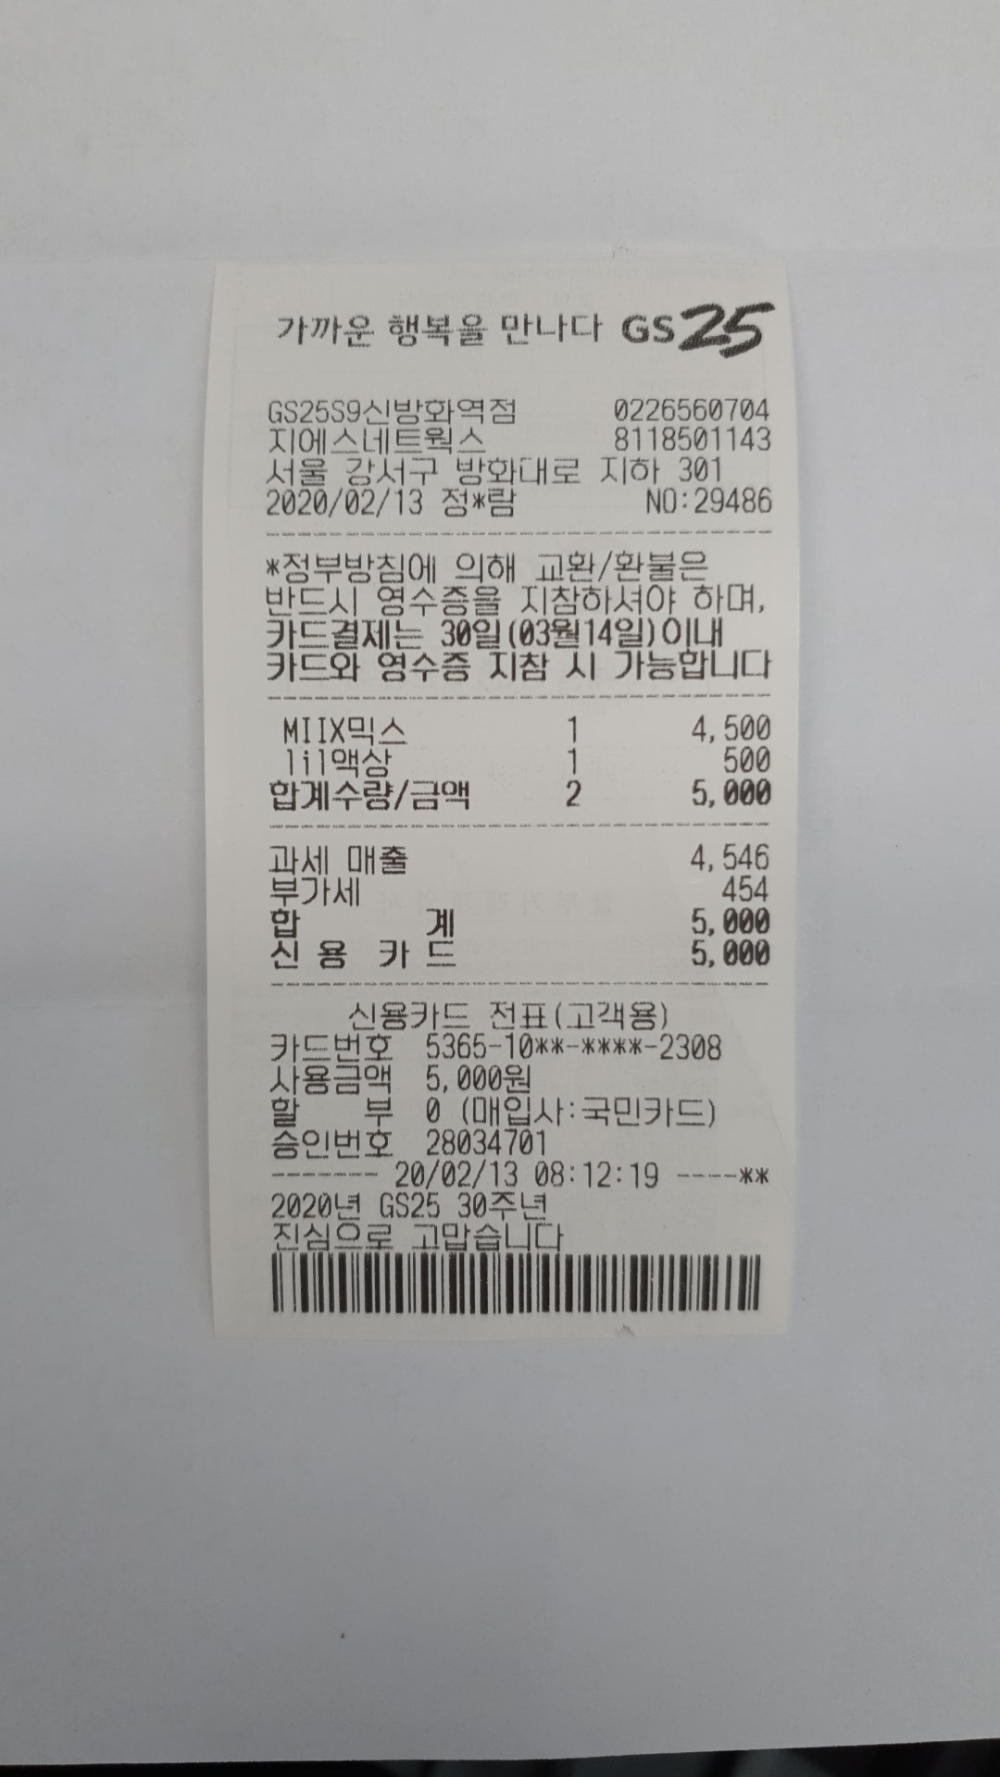 가까운 행복을 만나다 GS25
GS25S9신방화역점 0226560704
지에스네트웍스 8118501143
서울 강서구 방화대로 지하 301
2020/02/13 정*람 NO:29486
*정부방침에 의해 교환/환불은
반드시 영수증을 지참하셔야 하며,
카드결제는 30일(03월14일)이내
카드와 영수증 지참 시 가능합니다
MIIX믹스 1 4,500
lil액상 1 500
합계수량/금액 2 5,000
과세 매출 4,546
부가세 454
합 계 5,000
신 용 카 드 5,000
신용카드 전표(고객용)
카드번호 5365-10**-****-2308
사용금액 5,000원
할 부 0 (매입사:국민카드)
승인번호 28034701
------- 20/02/13 08:12:19 ----**
2020년 GS25 30주년
진심으로 고맙습니다